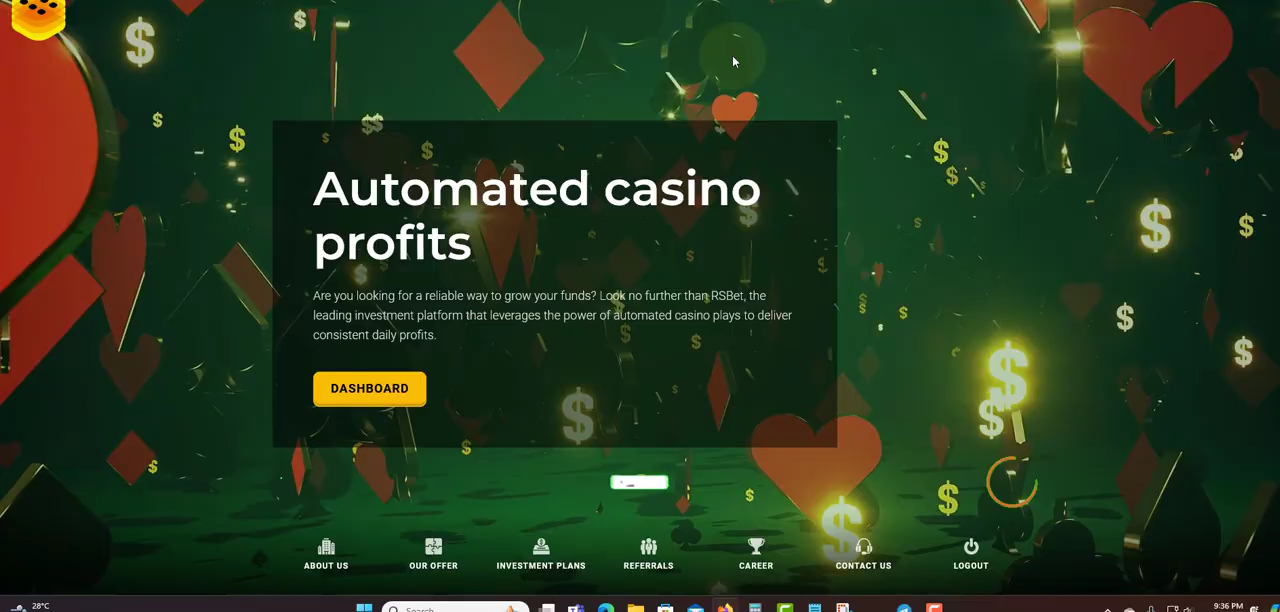 Automated casino
profits
Are you looking for a reliable way to grow your funds? Look no further than RSBet, the
leading investment platform that leverages the power of automated casino plays to deliver
consistent daily profits.
DASHBOARD
ABOUT US
OUR OFFER
INVESTMENT PLANS
REFERRALS
CAREER
CONTACT US
LOGOUT
28°C
Search
9:36 PM